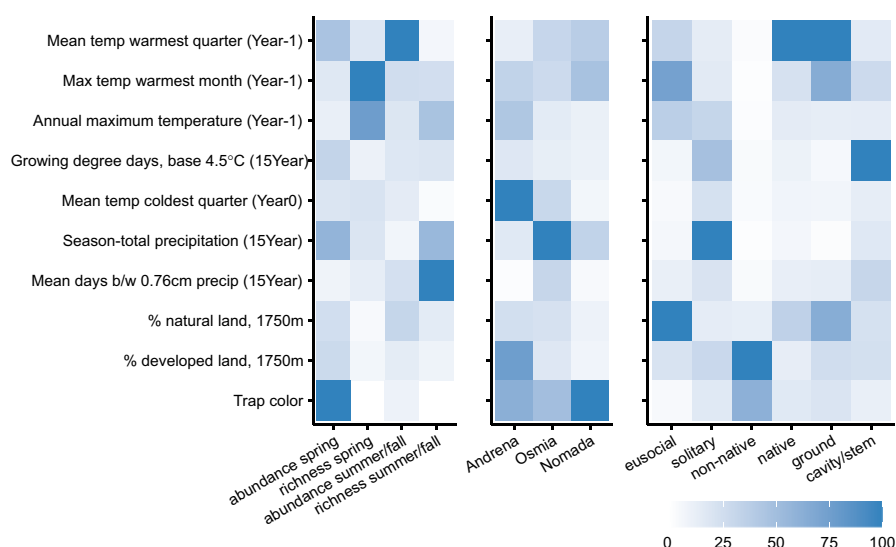 Mean temp warmest quarter (Year-1)
Max temp warmest month (Year-1)
Annual maximum temperature (Year-1)
Growing degree days, base 4.5°C (15Year)
Mean temp coldest quarter (Year0)
Season-total precipitation (15Year)
Mean days b/w 0.76cm precip (15Year)
% natural land, 1750m
% developed land, 1750m
Trap color
abundance spring
richness spring
abundance summer/fall
richness summer/fall
Andrena
Osmia
Nomada
eusocial
solitary
non-native
native
ground
cavity/stem
0 25 50 75 100